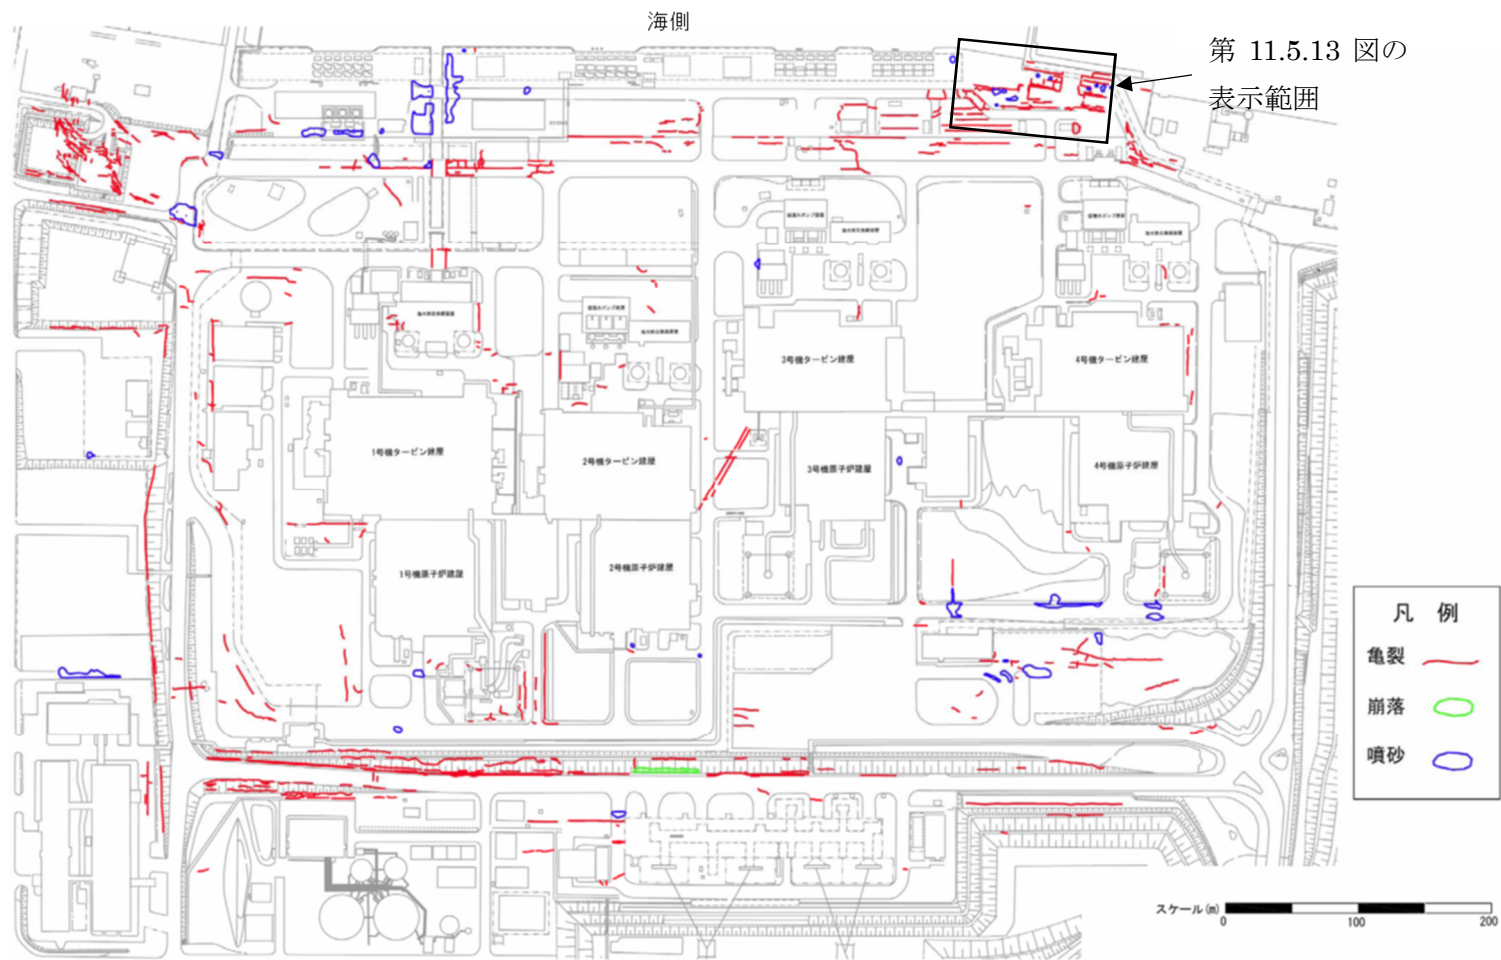 海側
第 11.5.13 図の
表示範囲
3号機タービン建屋
4号機タービン建屋
1号機タービン建屋
2号機タービン建屋
3号機原子炉建屋
4号機原子炉建屋
1号機原子炉建屋
2号機原子炉建屋
凡 例
亀裂
崩落
噴砂
スケール(m)
0 100 200